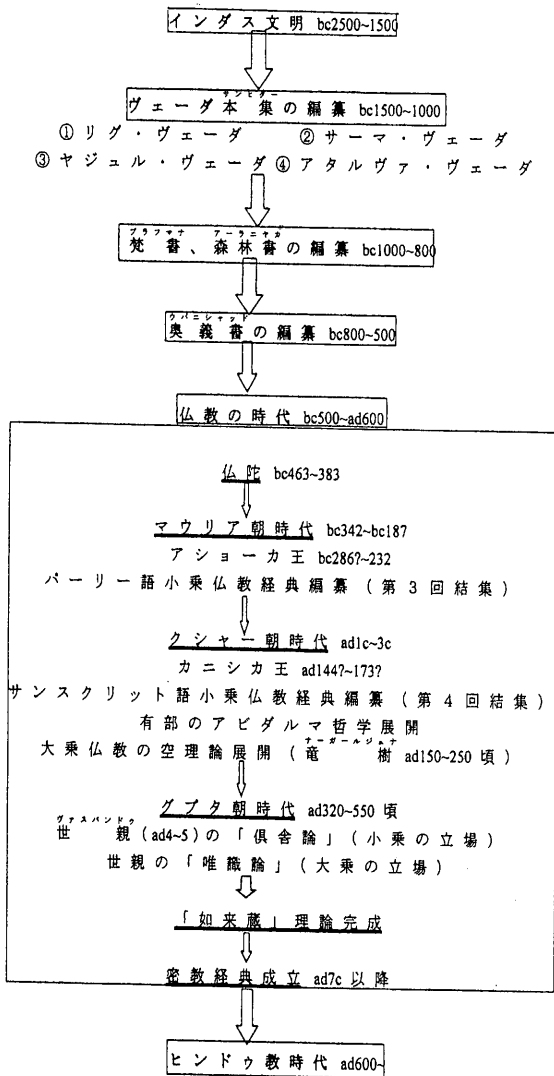 インダス文明 bc2500~1500
サンヒター
ヴェーダ本集の編纂 bc1500~1000
① リグ・ヴェーダ ② サーマ・ヴェーダ
③ ヤジュル・ヴェーダ ④ アタルヴァ・ヴェーダ
ブラフマナ アーラニヤカ
梵書、森林書の編纂 bc1000~800
ウパニシャッド
奥義書の編纂 bc800~500
仏教の時代 bc500~ad600
仏陀 bc463~383
マウリア朝時代 bc342~bc187
アショーカ王 bc286?~232
パーリー語小乗仏教経典編纂(第3回結集)
クシャー朝時代 ad1c~3c
カニシカ王 ad144?~173?
サンスクリット語小乗仏教経典編纂(第4回結集)
有部のアビダルマ哲学展開
ナーガールジュナ
大乗仏教の空理論展開(竜樹 ad150~250 頃)
グプタ朝時代 ad320~550 頃
ヴァスバンドゥ
世親(ad4~5)の「倶舎論」(小乗の立場)
世親の「唯識論」(大乗の立場)
「如来蔵」理論完成
密教経典成立 ad7c 以降
ヒンドゥ教時代 ad600~